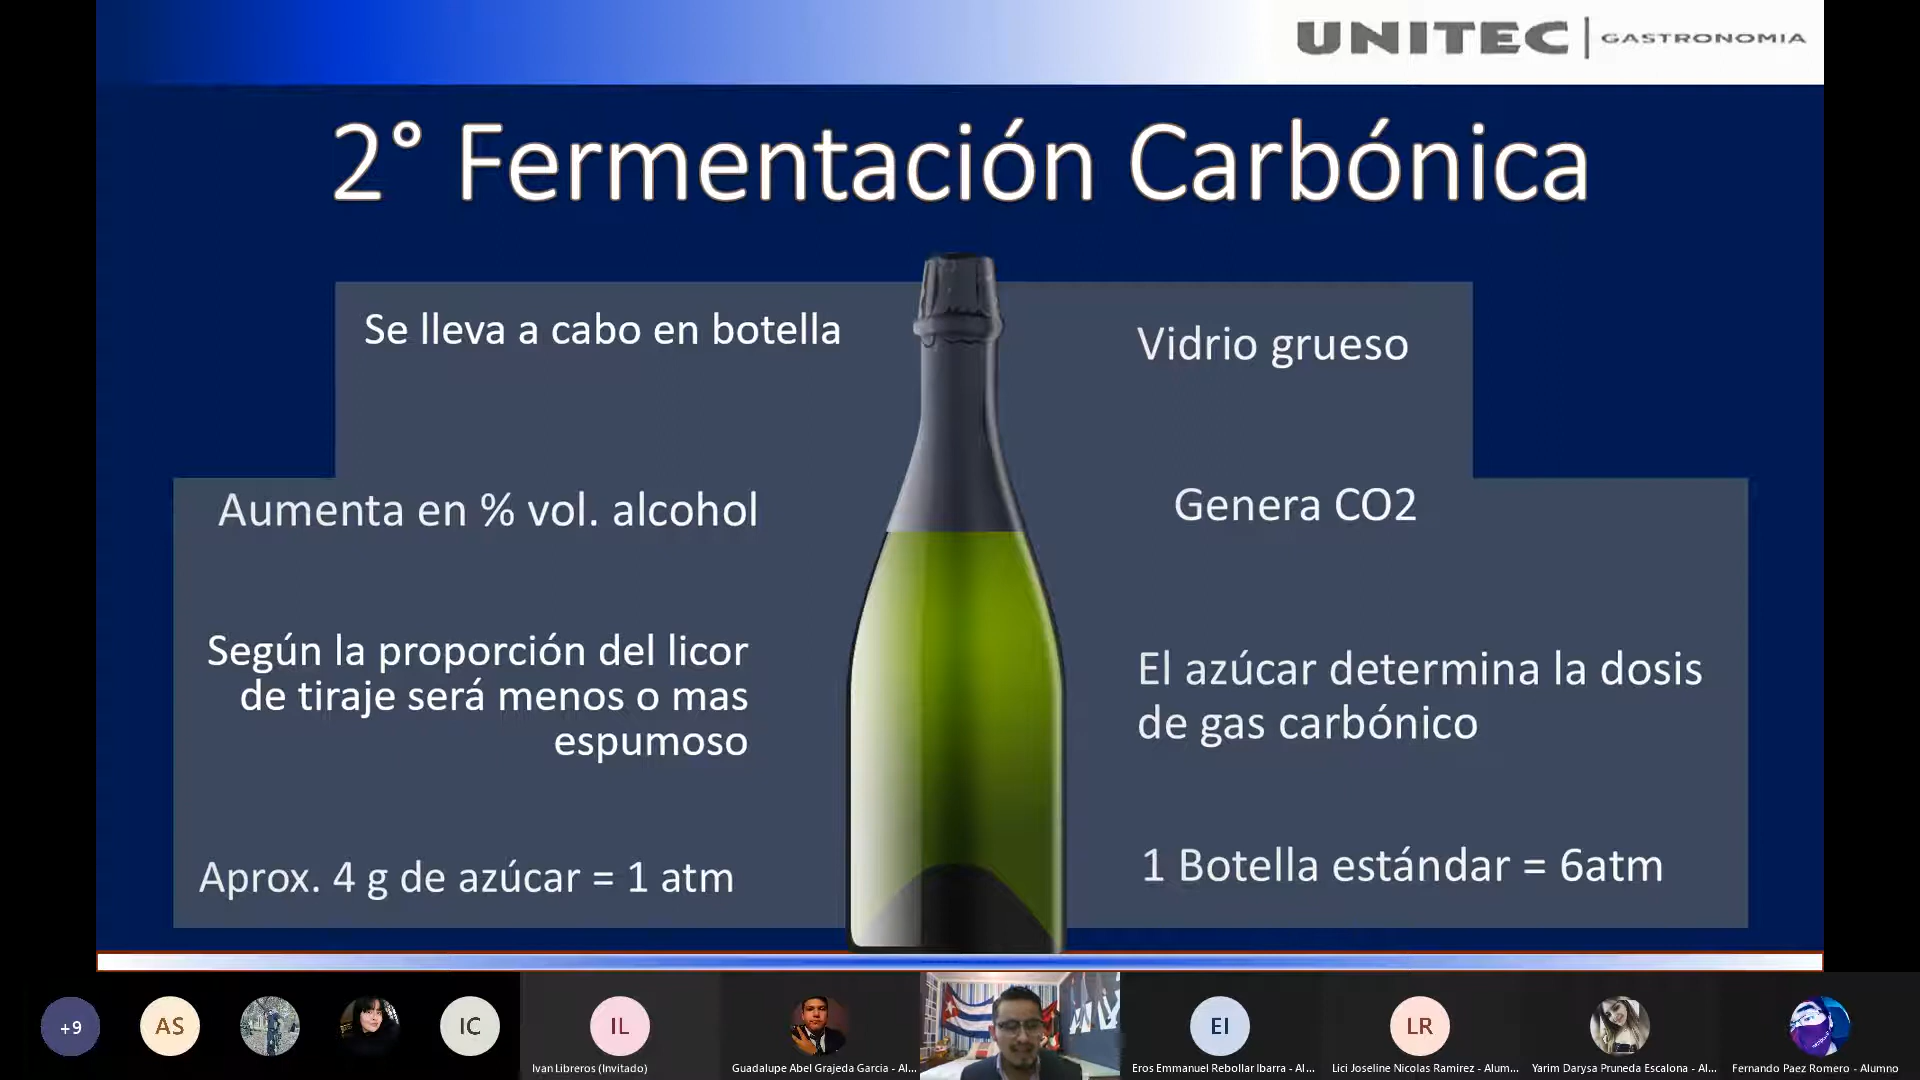 UNITEC | GASTRONOMIA
2° Fermentación Carbónica
Se lleva a cabo en botella
Vidrio grueso
Aumenta en % vol. alcohol
Genera CO2
Según la proporción del licor
de tiraje será menos o mas
espumoso
El azúcar determina la dosis
de gas carbónico
Aprox. 4 g de azúcar = 1 atm
1 Botella estándar = 6atm
+9
AS
IC
IL
EI
LR
Ivan Libreros (Invitado)
Guadalupe Abel Grajeda Garcia - Al...
Eros Emmanuel Rebollar Ibarra - Al...
Lici Joseline Nicolas Ramirez - Alum...
Yarim Darysa Pruneda Escalona - Al...
Fernando Paez Romero - Alumno